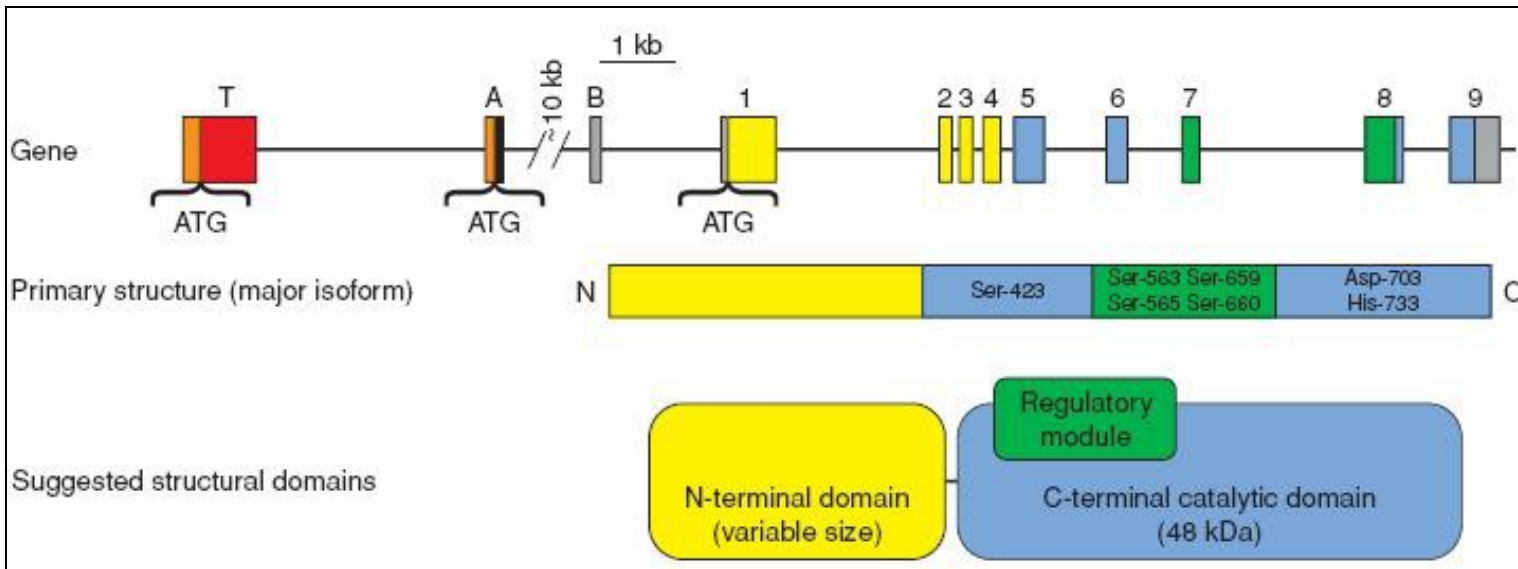 1 kb
T A ~10 kb B 1 2 3 4 5 6 7 8 9
Gene
ATG ATG ATG
Primary structure (major isoform) N Ser-423 Ser-563 Ser-659 Asp-703 C
Ser-565 Ser-660 His-733
Regulatory
module
Suggested structural domains
N-terminal domain C-terminal catalytic domain
(variable size) (48 kDa)